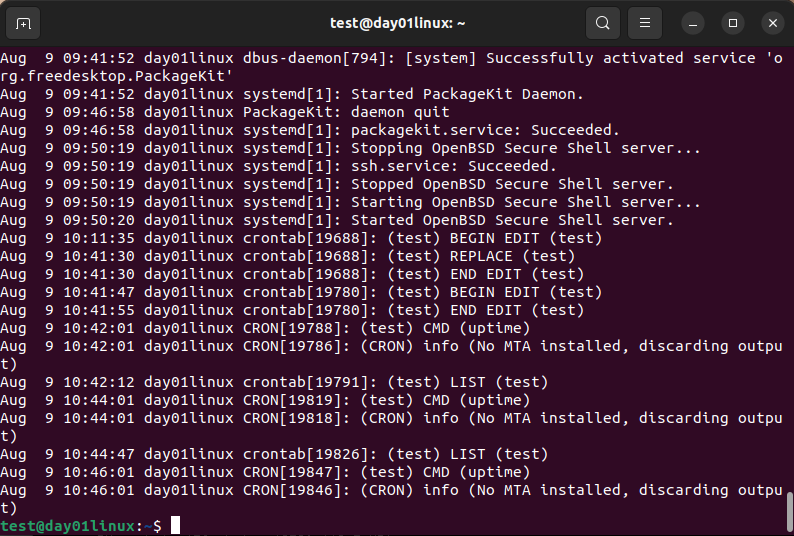 test@day01linux: ~
Aug  9 09:41:52 day01linux dbus-daemon[794]: [system] Successfully activated service 'o
rg.freedesktop.PackageKit'
Aug  9 09:41:52 day01linux systemd[1]: Started PackageKit Daemon.
Aug  9 09:46:58 day01linux PackageKit: daemon quit
Aug  9 09:46:58 day01linux systemd[1]: packagekit.service: Succeeded.
Aug  9 09:50:19 day01linux systemd[1]: Stopping OpenBSD Secure Shell server...
Aug  9 09:50:19 day01linux systemd[1]: ssh.service: Succeeded.
Aug  9 09:50:19 day01linux systemd[1]: Stopped OpenBSD Secure Shell server.
Aug  9 09:50:19 day01linux systemd[1]: Starting OpenBSD Secure Shell server...
Aug  9 09:50:20 day01linux systemd[1]: Started OpenBSD Secure Shell server.
Aug  9 10:11:35 day01linux crontab[19688]: (test) BEGIN EDIT (test)
Aug  9 10:41:30 day01linux crontab[19688]: (test) REPLACE (test)
Aug  9 10:41:30 day01linux crontab[19688]: (test) END EDIT (test)
Aug  9 10:41:47 day01linux crontab[19780]: (test) BEGIN EDIT (test)
Aug  9 10:41:55 day01linux crontab[19780]: (test) END EDIT (test)
Aug  9 10:42:01 day01linux CRON[19788]: (test) CMD (uptime)
Aug  9 10:42:01 day01linux CRON[19786]: (CRON) info (No MTA installed, discarding outpu
t)
Aug  9 10:42:12 day01linux crontab[19791]: (test) LIST (test)
Aug  9 10:44:01 day01linux CRON[19819]: (test) CMD (uptime)
Aug  9 10:44:01 day01linux CRON[19818]: (CRON) info (No MTA installed, discarding outpu
t)
Aug  9 10:44:47 day01linux crontab[19826]: (test) LIST (test)
Aug  9 10:46:01 day01linux CRON[19847]: (test) CMD (uptime)
Aug  9 10:46:01 day01linux CRON[19846]: (CRON) info (No MTA installed, discarding outpu
t)
test@day01linux:~$